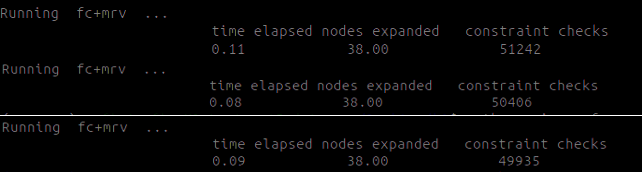 Running fc+mrv ...
time elapsed nodes expanded constraint checks
0.11 38.00 51242
Running fc+mrv ...
time elapsed nodes expanded constraint checks
0.08 38.00 50406
Running fc+mrv ...
time elapsed nodes expanded constraint checks
0.09 38.00 49935